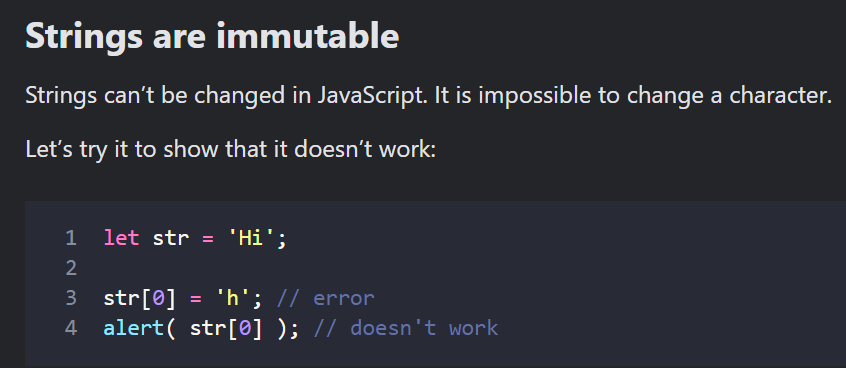 Strings are immutable
Strings can’t be changed in JavaScript. It is impossible to change a character.
Let’s try it to show that it doesn’t work:
1 let str = 'Hi';
2
3 str[0] = 'h'; // error
4 alert( str[0] ); // doesn't work